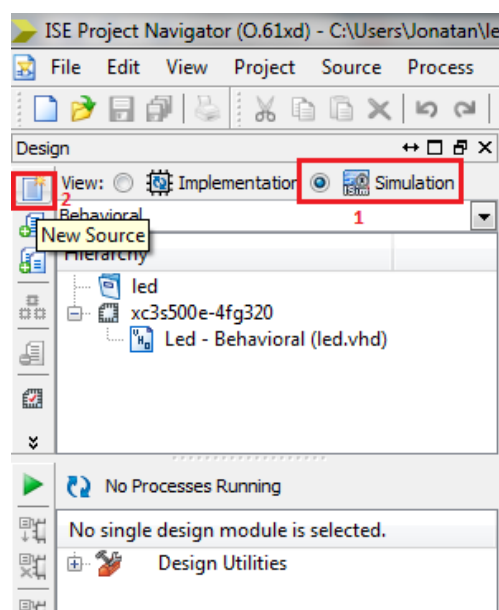 ISE Project Navigator (O.61xd) - C:\Users\Jonatan\le
File Edit View Project Source Process
Design
View: Implementation ISim Simulation
2
Behavioral 1
New Source
Hierarchy
led
xc3s500e-4fg320
Led - Behavioral (led.vhd)
No Processes Running
No single design module is selected.
Design Utilities